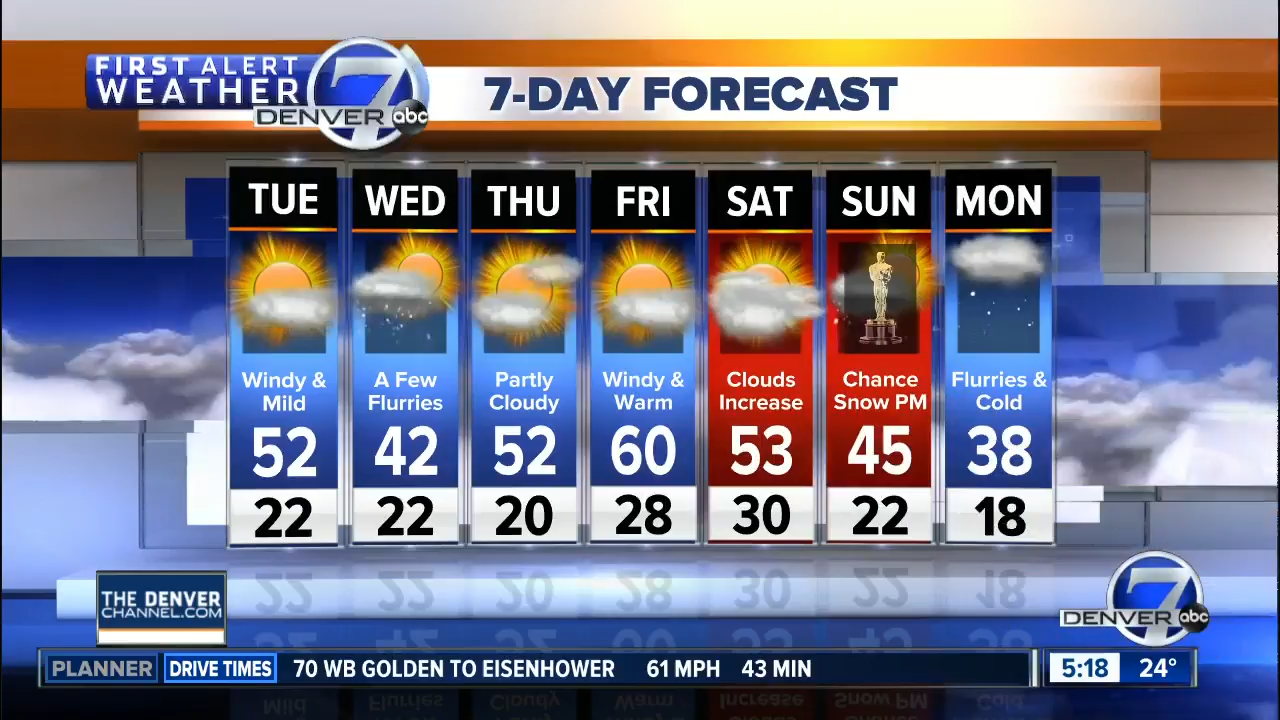 FIRST ALERT
WEATHER
7
DENVER abc
7-DAY FORECAST
TUE WED THU FRI SAT SUN MON
Windy & A Few Partly Windy & Clouds Chance Flurries &
Mild Flurries Cloudy Warm Increase Snow PM Cold
52 42 52 60 53 45 38
22 22 20 28 30 22 18
THE DENVER
CHANNEL.COM
7
DENVER abc
PLANNER DRIVE TIMES 70 WB GOLDEN TO EISENHOWER 61 MPH 43 MIN 5:18 24°